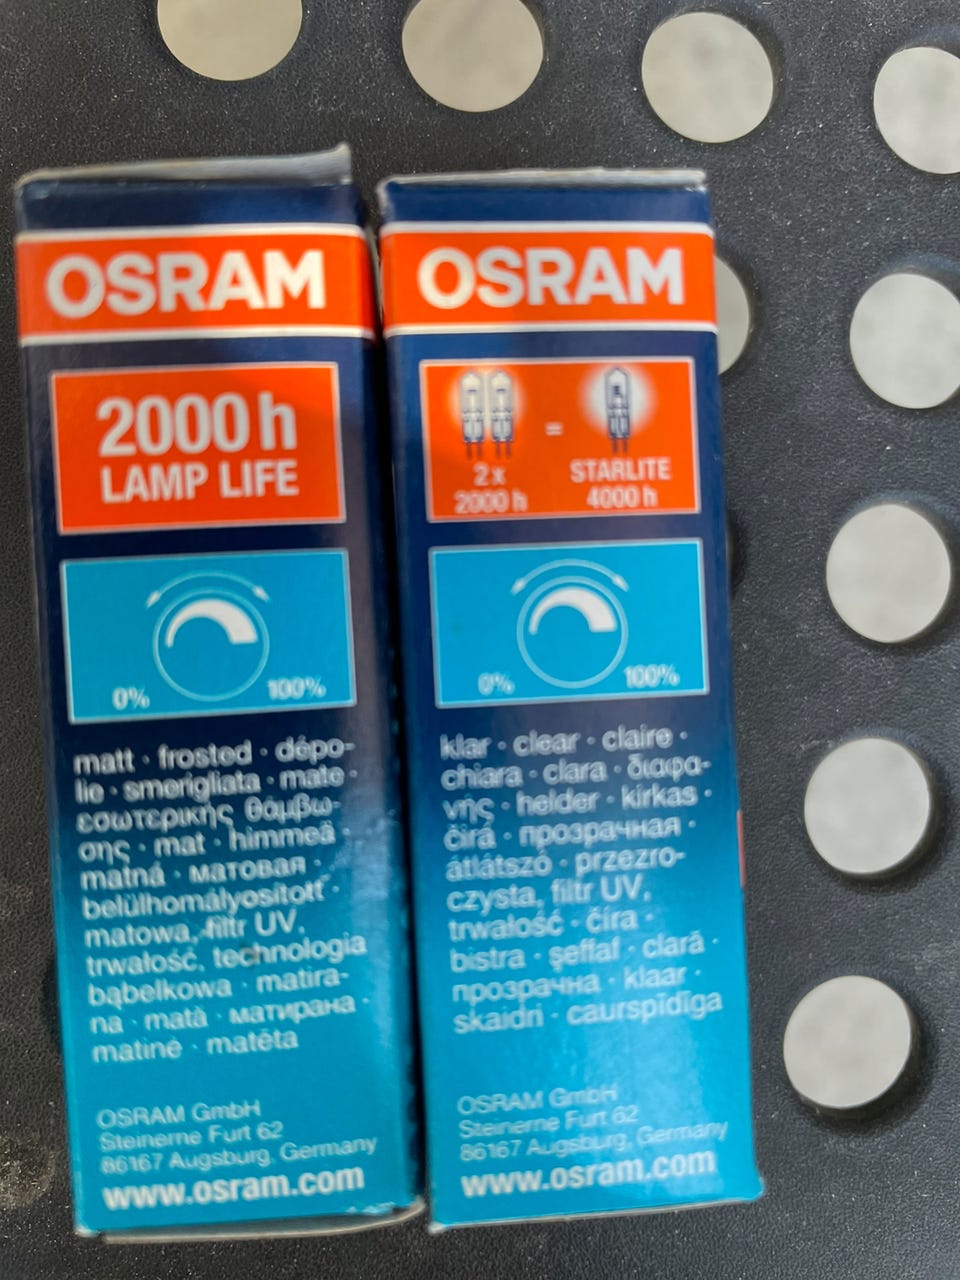 OSRAM
2000 h
LAMP LIFE
0% 100%
matt · frosted · dépo-
lie · smerigliata · mate ·
εσωτερικής θάμβω-
σης · mat · himmeä ·
matná · матовая ·
belülhomályosított ·
matowa, filtr UV,
trwałość, technologia
bąbelkowa · matira-
na · mată · матирана ·
matinė · matēta
OSRAM GmbH
Steinerne Furt 62
86167 Augsburg, Germany
www.osram.com
OSRAM
=
2 x STARLITE
2000 h 4000 h
0% 100%
klar · clear · claire ·
chiara · clara · διαφα-
νής · helder · kirkas ·
čirá · прозрачная ·
átlátszó · przezro-
czysta, filtr UV,
trwałość · číra ·
bistra · şeffaf · clară ·
прозрачна · klaar ·
skaidri · caurspīdīga
OSRAM GmbH
Steinerne Furt 62
86167 Augsburg, Germany
www.osram.com